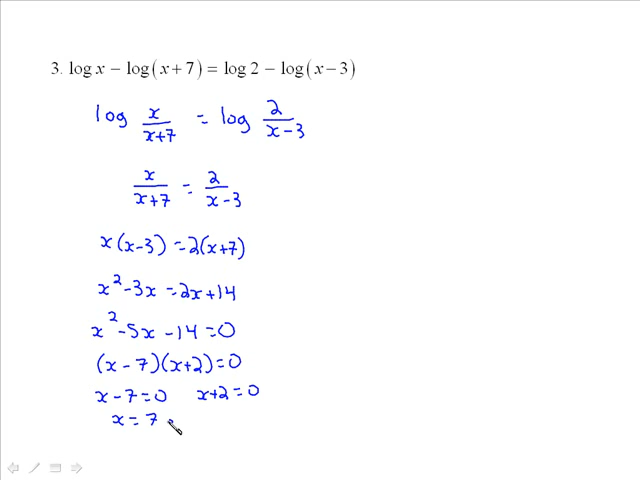 3. log x − log(x + 7) = log 2 − log(x − 3)
log x/(x+7) = log 2/(x−3)
x/(x+7) = 2/(x−3)
x(x−3) = 2(x+7)
x² −3x = 2x + 14
x² −5x −14 = 0
(x − 7)(x + 2) = 0
x − 7 = 0 x + 2 = 0
x = 7